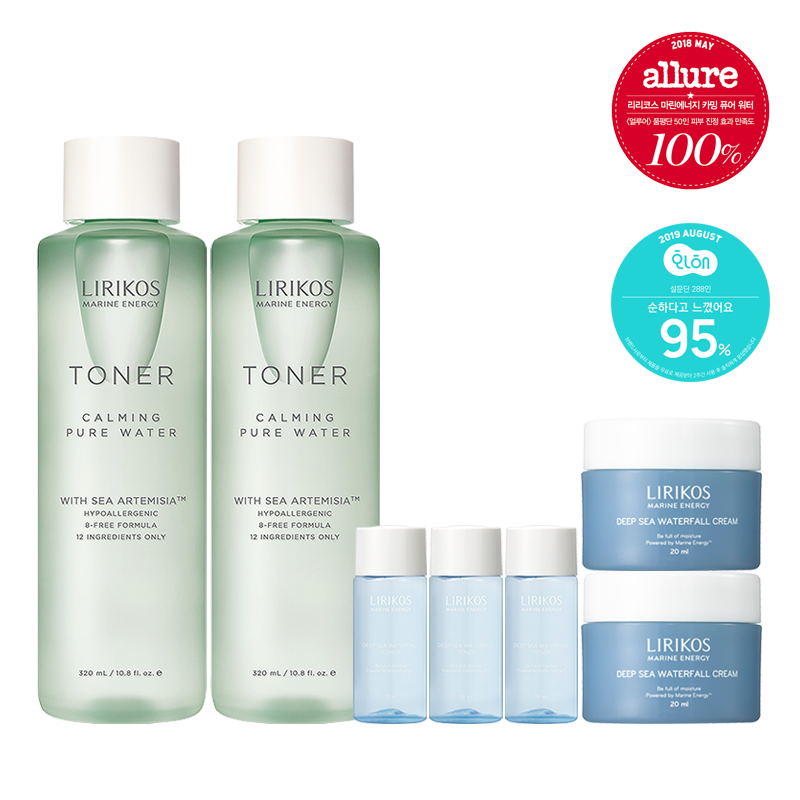 2018 MAY
allure
리리코스 마린에너지 카밍 퓨어 워터
〈얼루어〉 품평단 50인 피부 진정 효과 만족도
100%
2019 AUGUST
설문단 288인
순하다고 느꼈어요
95%
LIRIKOS
MARINE ENERGY
TONER
CALMING
PURE WATER
WITH SEA ARTEMISIA™
HYPOALLERGENIC
8-FREE FORMULA
12 INGREDIENTS ONLY
320 mL / 10.8 fl. oz. e
LIRIKOS
MARINE ENERGY
TONER
CALMING
PURE WATER
WITH SEA ARTEMISIA™
HYPOALLERGENIC
8-FREE FORMULA
12 INGREDIENTS ONLY
320 mL / 10.8 fl. oz. e
LIRIKOS
MARINE ENERGY
LIRIKOS
MARINE ENERGY
LIRIKOS
MARINE ENERGY
LIRIKOS
MARINE ENERGY
DEEP SEA WATERFALL CREAM
Be full of moisture
Powered by Marine Energy™
20 ml
LIRIKOS
MARINE ENERGY
DEEP SEA WATERFALL CREAM
Be full of moisture
Powered by Marine Energy™
20 ml